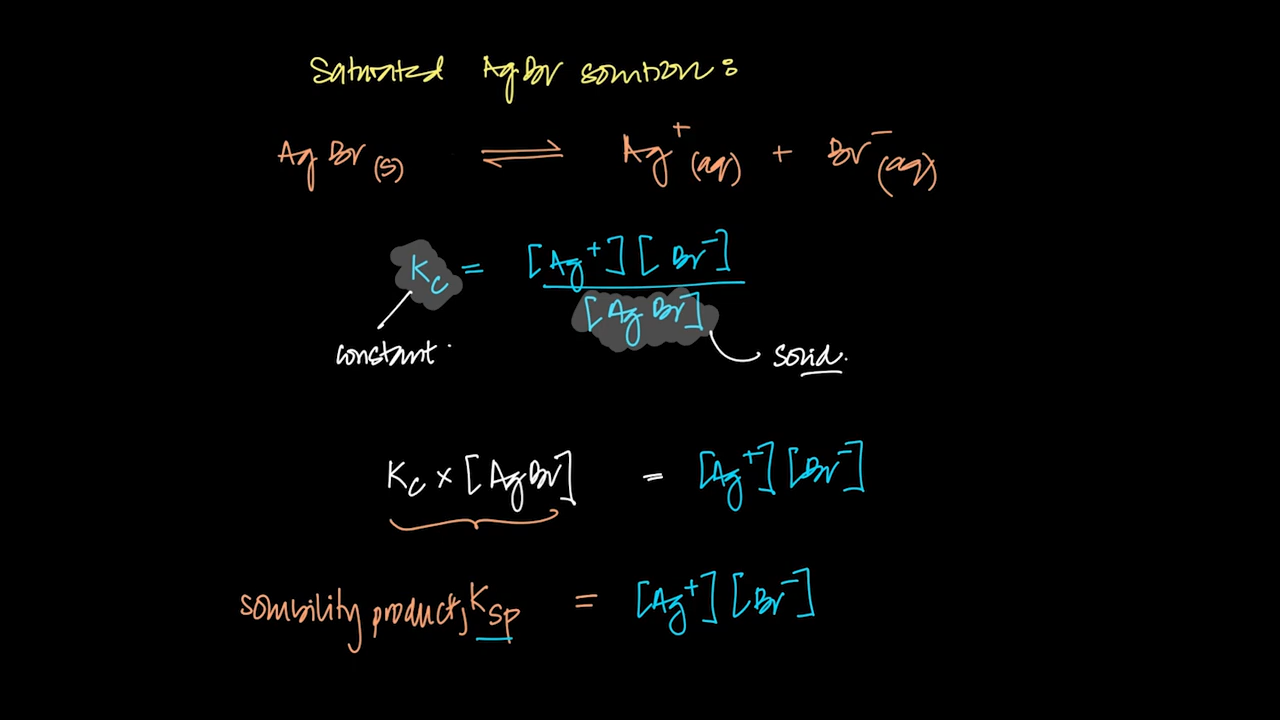 Saturated AgBr solution:
AgBr(s) ⇌ Ag⁺(aq) + Br⁻(aq)
Kc = [Ag⁺][Br⁻] / [AgBr]
constant.
solid.
Kc × [AgBr] = [Ag⁺][Br⁻]
solubility product, Ksp = [Ag⁺][Br⁻]